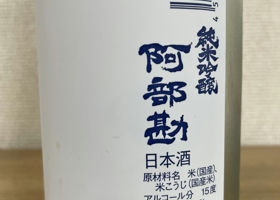 純米吟醸
阿部勘
日本酒
原材料名 米(国産)、
米こうじ(国産米)
アルコール分 15度